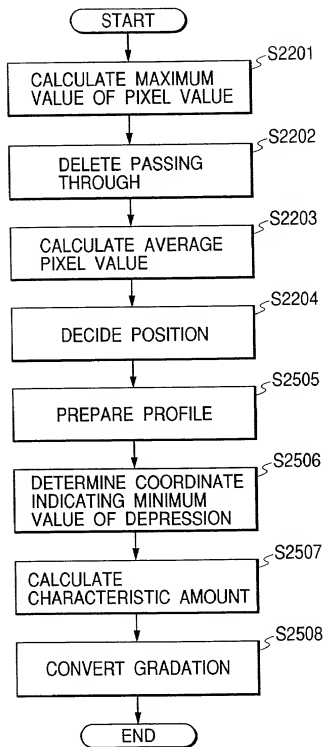 START
S2201
CALCULATE MAXIMUM
VALUE OF PIXEL VALUE
S2202
DELETE PASSING
THROUGH
S2203
CALCULATE AVERAGE
PIXEL VALUE
S2204
DECIDE POSITION
S2505
PREPARE PROFILE
S2506
DETERMINE COORDINATE
INDICATING MINIMUM
VALUE OF DEPRESSION
S2507
CALCULATE
CHARACTERISTIC AMOUNT
S2508
CONVERT GRADATION
END